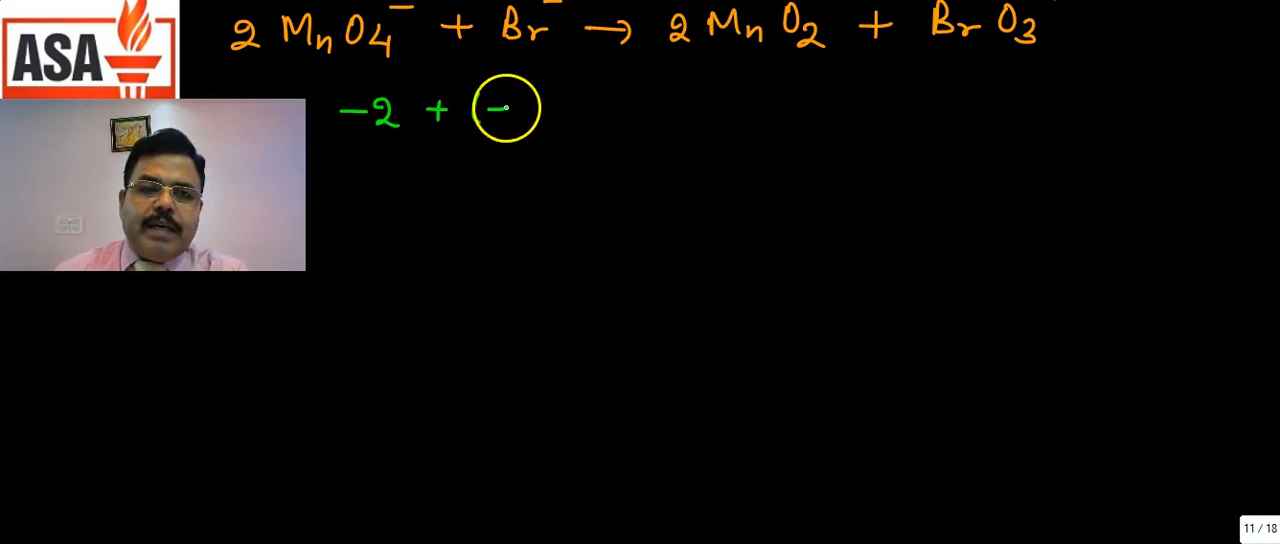 ASA
2 MnO4⁻ + Br⁻ → 2 MnO2 + BrO3
-2 + (-
11 / 18